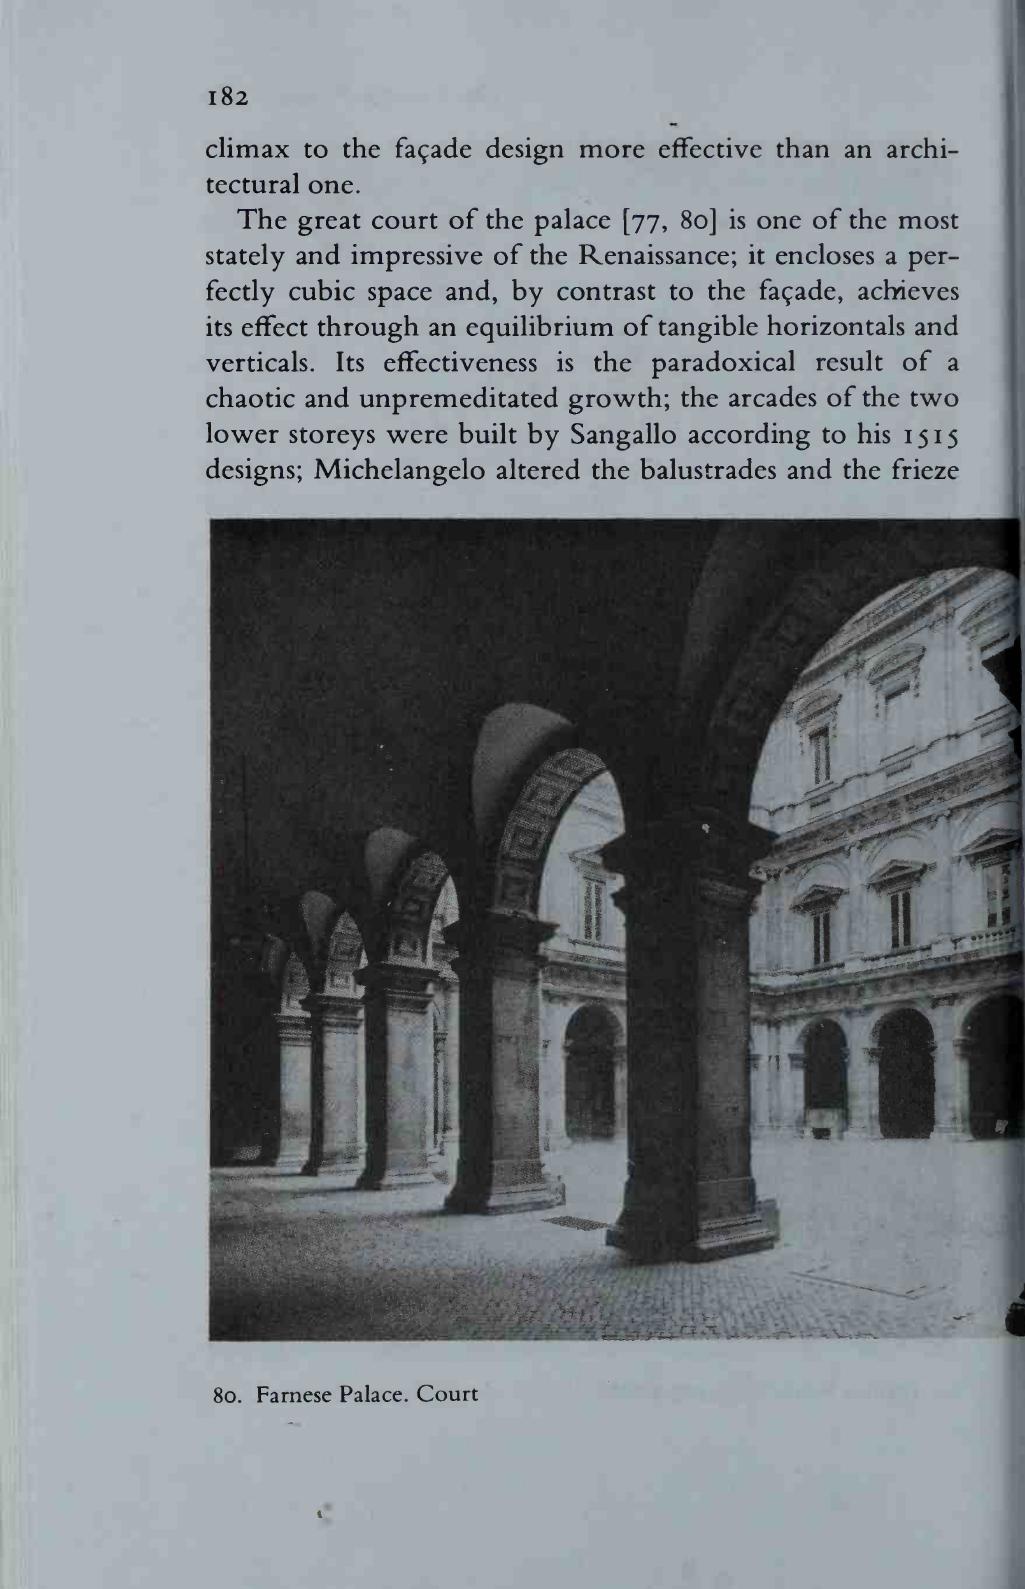 182
climax to the façade design more effective than an archi-
tectural one.
The great court of the palace [77, 80] is one of the most
stately and impressive of the Renaissance; it encloses a per-
fectly cubic space and, by contrast to the façade, achieves
its effect through an equilibrium of tangible horizontals and
verticals. Its effectiveness is the paradoxical result of a
chaotic and unpremeditated growth; the arcades of the two
lower storeys were built by Sangallo according to his 1515
designs; Michelangelo altered the balustrades and the frieze
80. Farnese Palace. Court